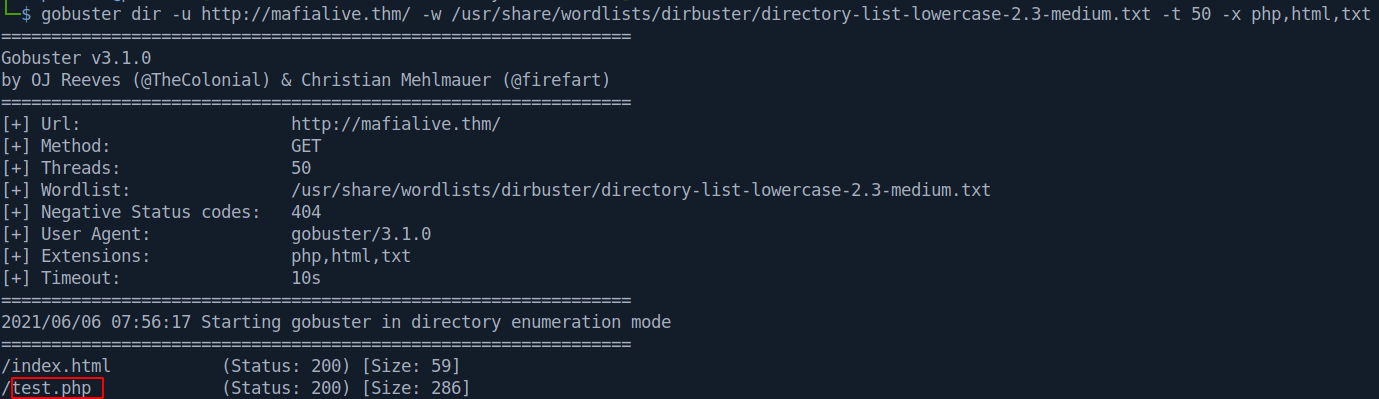 └─$ gobuster dir -u http://mafialive.thm/ -w /usr/share/wordlists/dirbuster/directory-list-lowercase-2.3-medium.txt -t 50 -x php,html,txt
===============================================================
Gobuster v3.1.0
by OJ Reeves (@TheColonial) & Christian Mehlmauer (@firefart)
===============================================================
[+] Url:                     http://mafialive.thm/
[+] Method:                  GET
[+] Threads:                 50
[+] Wordlist:                /usr/share/wordlists/dirbuster/directory-list-lowercase-2.3-medium.txt
[+] Negative Status codes:   404
[+] User Agent:              gobuster/3.1.0
[+] Extensions:              php,html,txt
[+] Timeout:                 10s
===============================================================
2021/06/06 07:56:17 Starting gobuster in directory enumeration mode
===============================================================
/index.html           (Status: 200) [Size: 59]
/test.php             (Status: 200) [Size: 286]